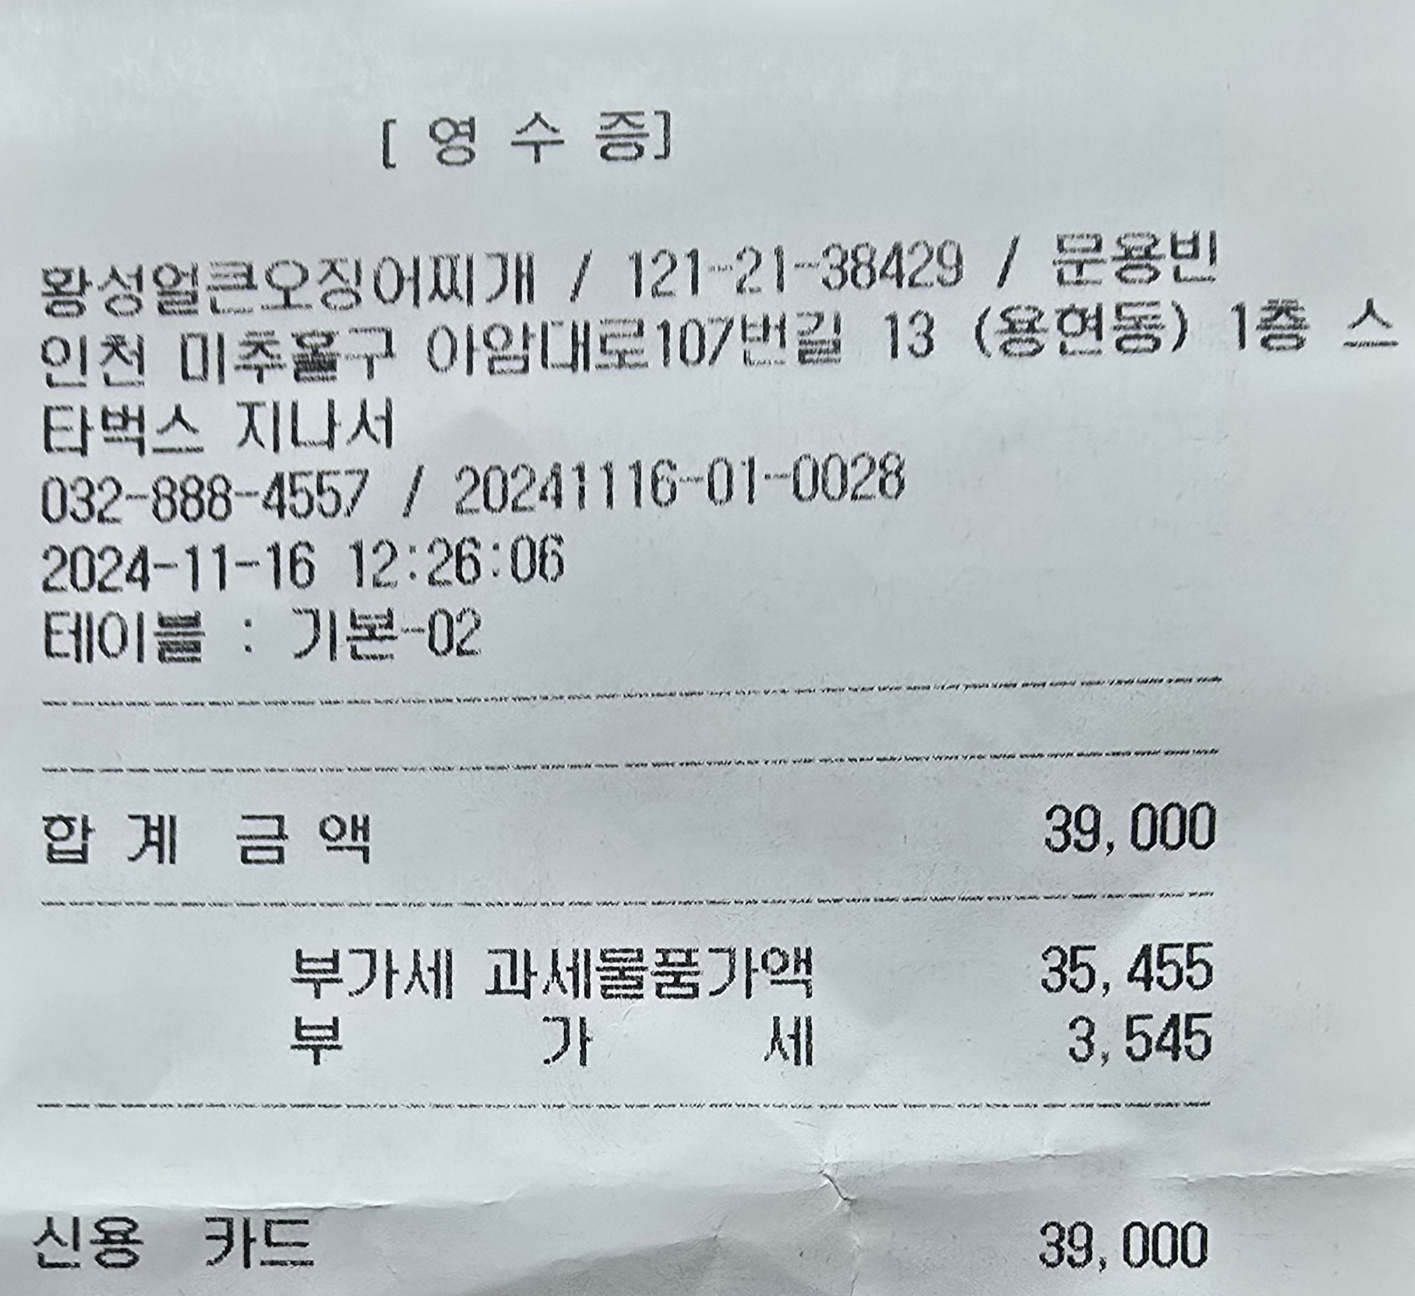 [ 영 수 증]
황성얼큰오징어찌개 / 121-21-38429 / 문용빈
인천 미추홀구 아암대로107번길 13 (용현동) 1층 스
타벅스 지나서
032-888-4557 / 20241116-01-0028
2024-11-16 12:26:06
테이블 : 기본-02
합 계 금 액 39,000
부가세 과세물품가액 35,455
부 가 세 3,545
신용 카드 39,000